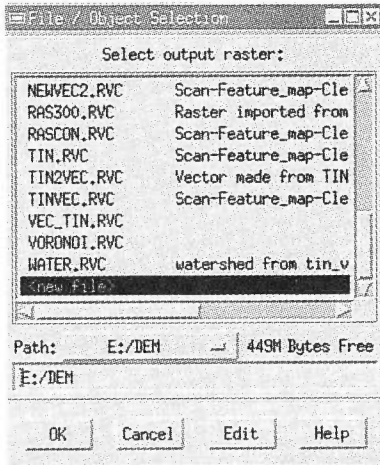 File / Object Selection
Select output raster:
NEWVEC2.RVC Scan-Feature_map-Cle
RAS300.RVC Raster imported from
RASCON.RVC Scan-Feature_map-Cle
TIN.RVC Scan-Feature_map-Cle
TIN2VEC.RVC Vector made from TIN
TINVEC.RVC Scan-Feature_map-Cle
VEC_TIN.RVC
VORONOI.RVC
WATER.RVC watershed from tin_v
<new file>
Path: E:/DEM 449M Bytes Free
E:/DEM
OK Cancel Edit Help